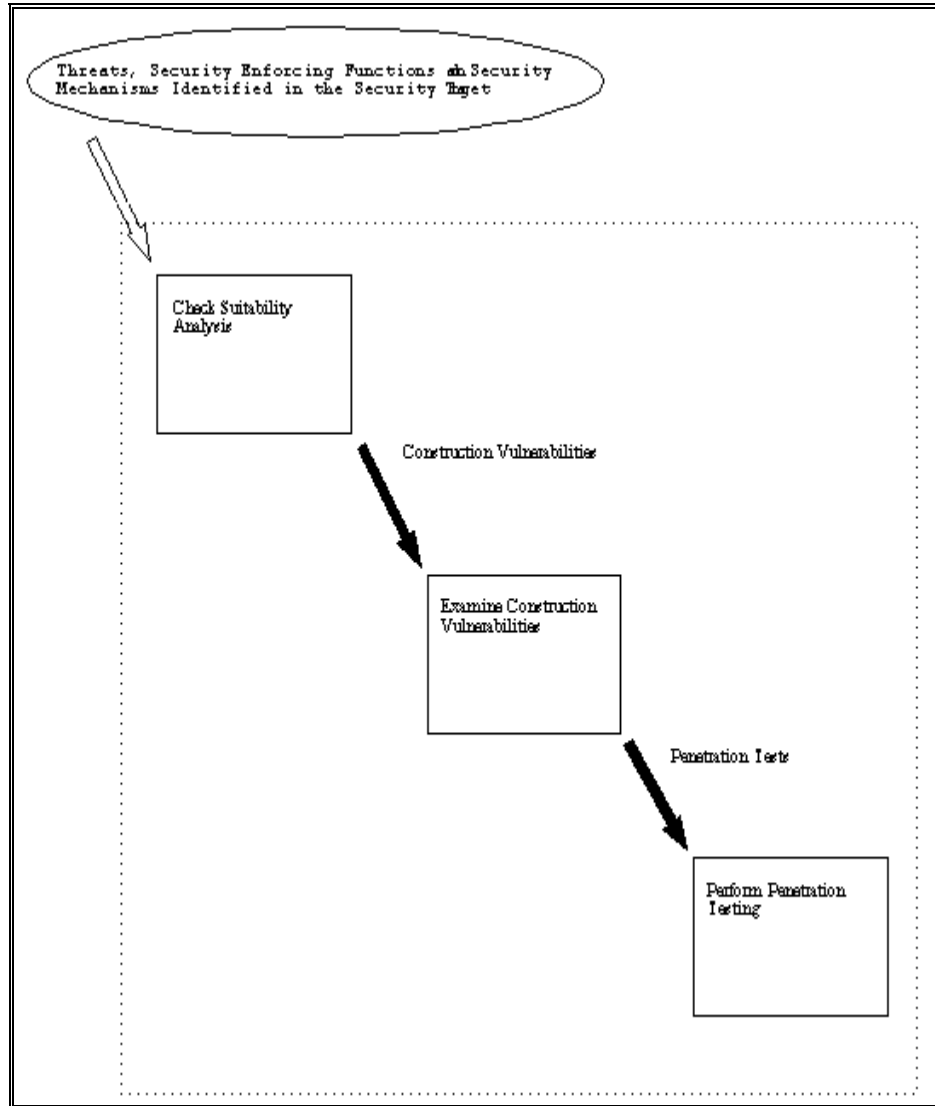 Threats, Security Enforcing Functions and Security
Mechanisms Identified in the Security Target
Check Suitability
Analysis
Construction Vulnerabilities
Examine Construction
Vulnerabilities
Penetration Tests
Perform Penetration
Testing